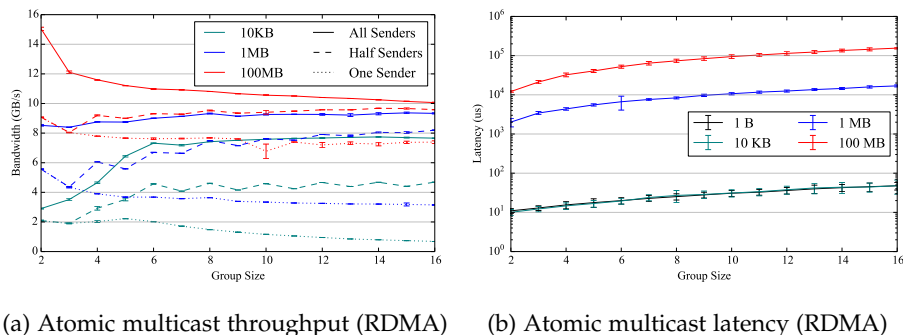 10KB
1MB
100MB
All Senders
Half Senders
One Sender
Bandwidth (GB/s)
16
14
12
10
8
6
4
2
0
2 4 6 8 10 12 14 16
Group Size
(a) Atomic multicast throughput (RDMA)
Latency (us)
10^6
10^5
10^4
10^3
10^2
10^1
10^0
1 B
10 KB
1 MB
100 MB
2 4 6 8 10 12 14 16
Group Size
(b) Atomic multicast latency (RDMA)